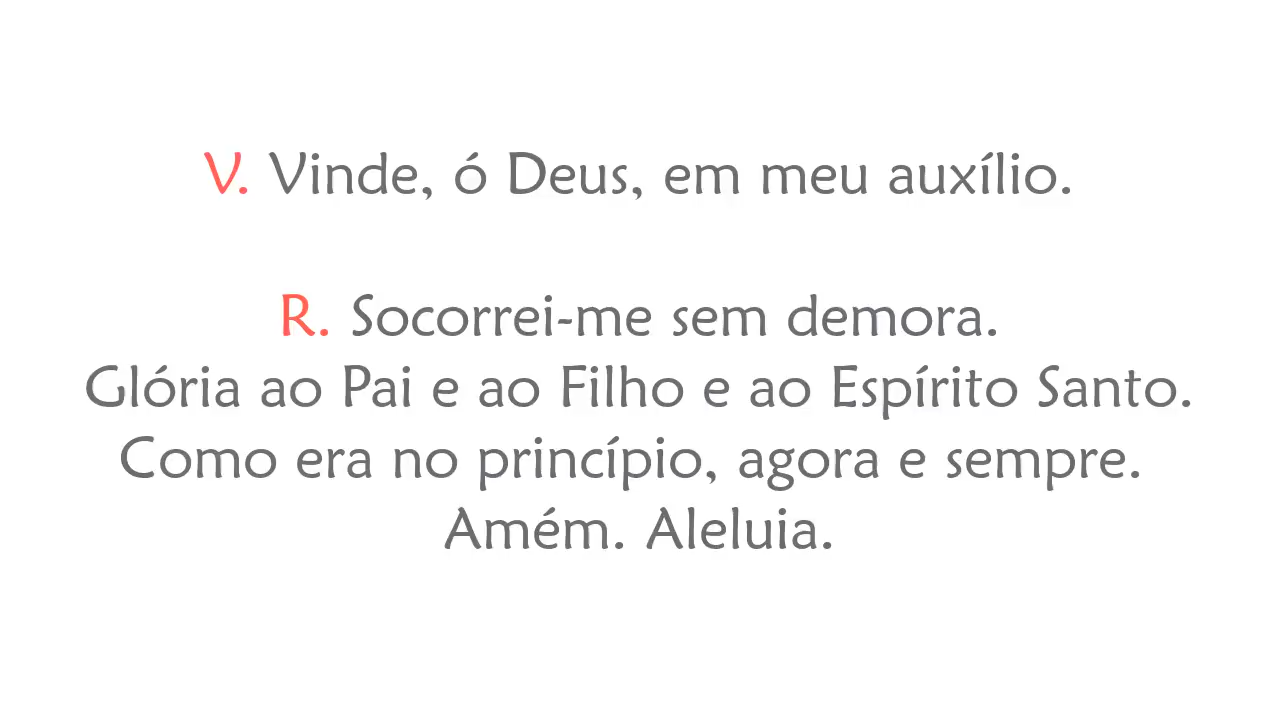 V. Vinde, ó Deus, em meu auxílio.
R. Socorrei-me sem demora.
Glória ao Pai e ao Filho e ao Espírito Santo.
Como era no princípio, agora e sempre.
Amém. Aleluia.